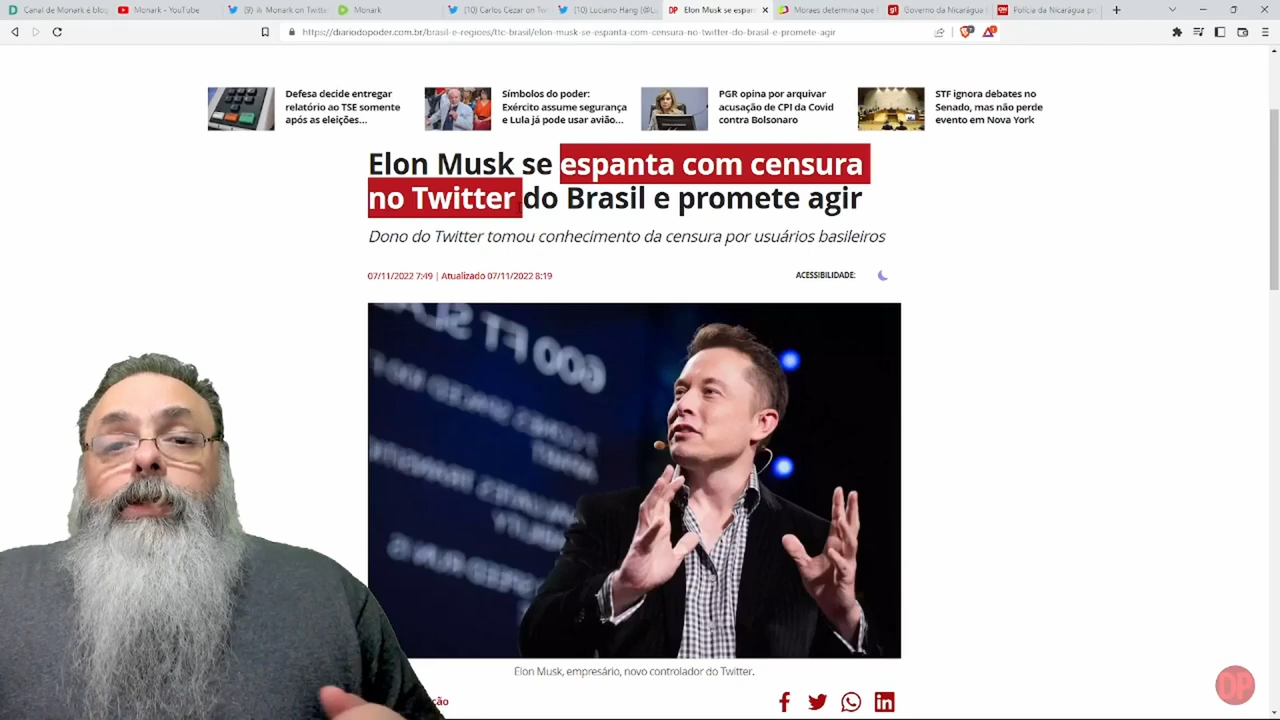 Canal de Monark é bloq
Monark - YouTube
Monark on Twitter
Monark
(10) Carlos Cezar on Tw
(10) Luciano Hang (@L
Elon Musk se espan
Moraes determina que
Governo da Nicarágua
Polícia da Nicarágua pr
https://diariodopoder.com.br/brasil-e-regioes/ttc-brasil/elon-musk-se-espanta-com-censura-no-twitter-do-brasil-e-promete-agir
Defesa decide entregar
relatório ao TSE somente
após as eleições...
Símbolos do poder:
Exército assume segurança
e Lula já pode usar avião...
PGR opina por arquivar
acusação de CPI da Covid
contra Bolsonaro
STF ignora debates no
Senado, mas não perde
evento em Nova York
Elon Musk se espanta com censura
no Twitter do Brasil e promete agir
Dono do Twitter tomou conhecimento da censura por usuários basileiros
07/11/2022 7:49 | Atualizado 07/11/2022 8:19
ACESSIBILIDADE:
600 FT
Elon Musk, empresário, novo controlador do Twitter.
ção
DP